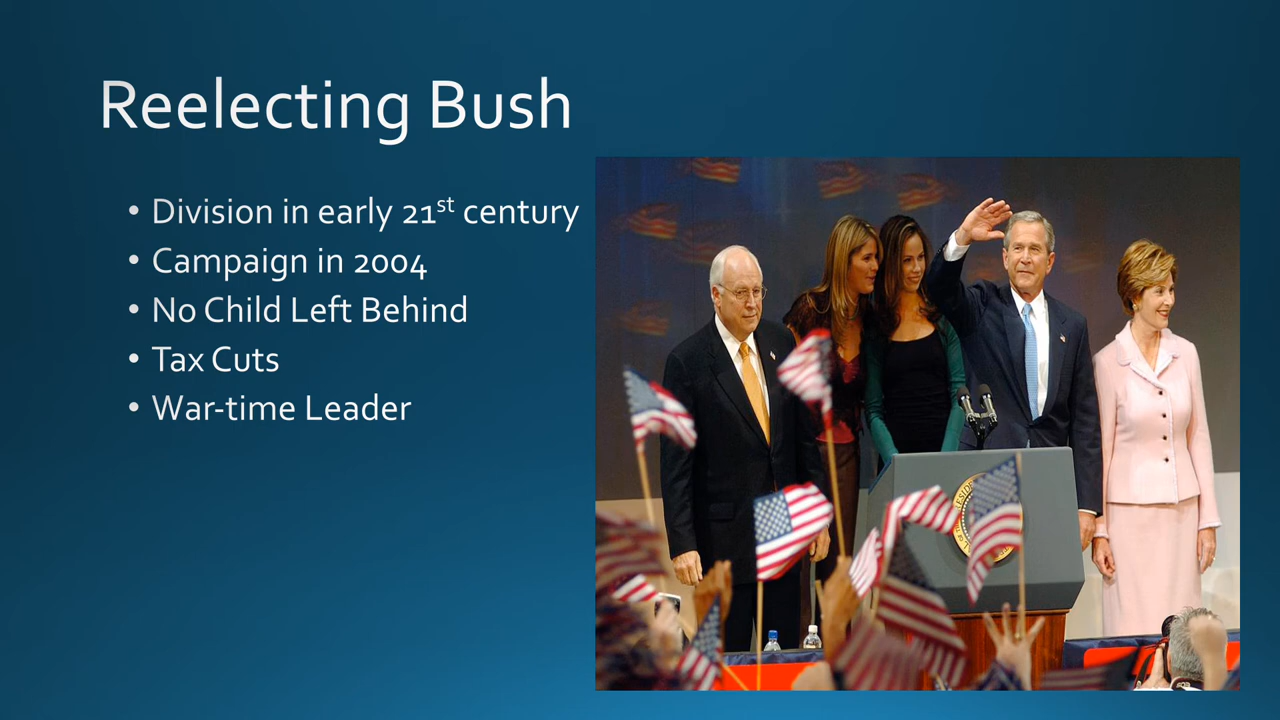 Reelecting Bush
• Division in early 21st century
• Campaign in 2004
• No Child Left Behind
• Tax Cuts
• War-time Leader